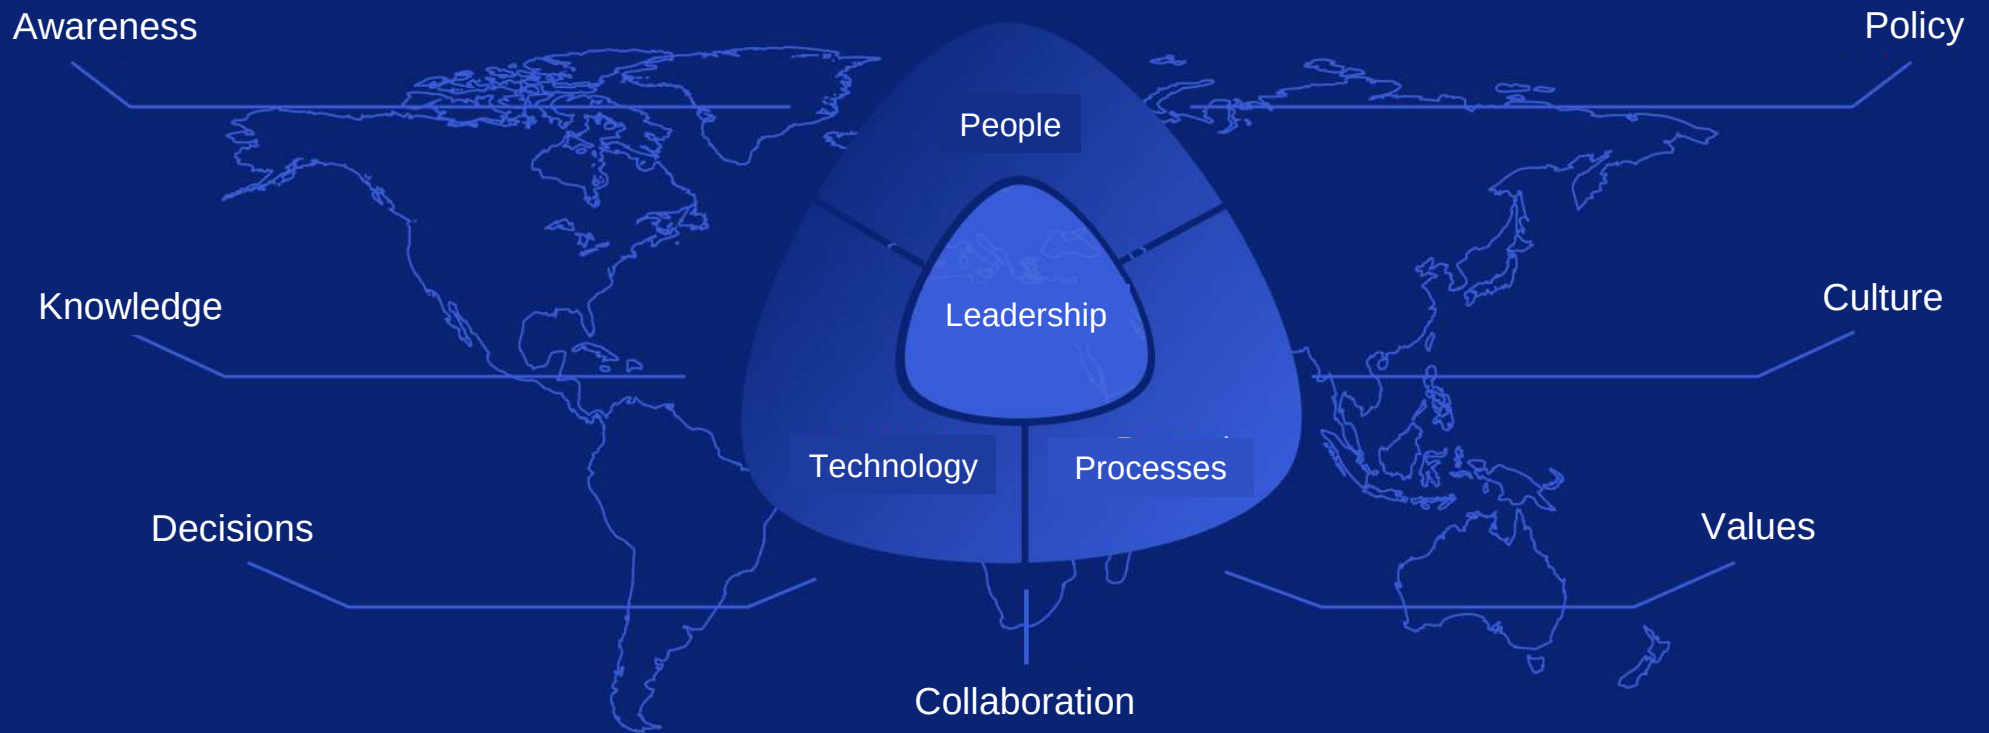 Awareness
Policy
People
Knowledge
Leadership
Culture
Technology
Processes
Decisions
Values
Collaboration